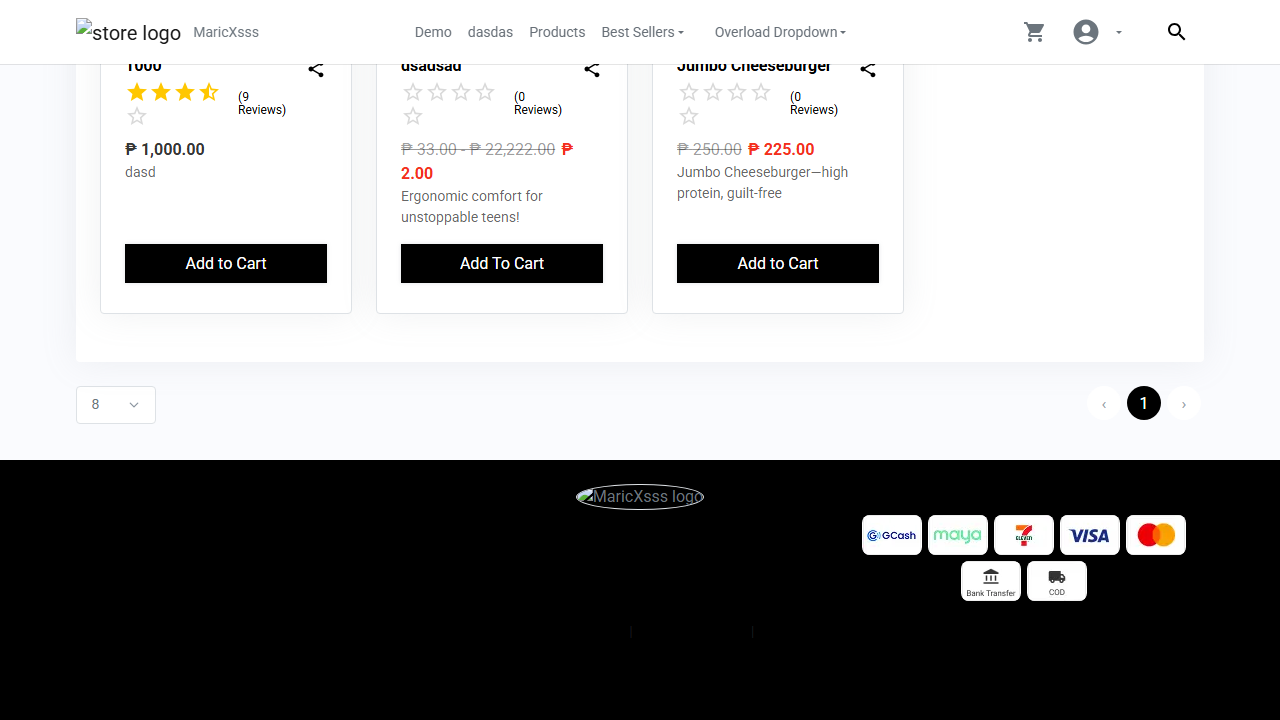 store logo MaricXsss Demo dasdas Products Best Sellers Overload Dropdown
1000
(9
Reviews)
₱ 1,000.00
dasd
Add to Cart
dsadsad
(0
Reviews)
₱ 33.00 - ₱ 22,222.00 ₱
2.00
Ergonomic comfort for
unstoppable teens!
Add To Cart
Jumbo Cheeseburger
(0
Reviews)
₱ 250.00 ₱ 225.00
Jumbo Cheeseburger—high
protein, guilt-free
Add to Cart
8
‹ 1 ›
MaricXsss logo
GCash maya 7 ELEVEN VISA
Bank Transfer COD
| |